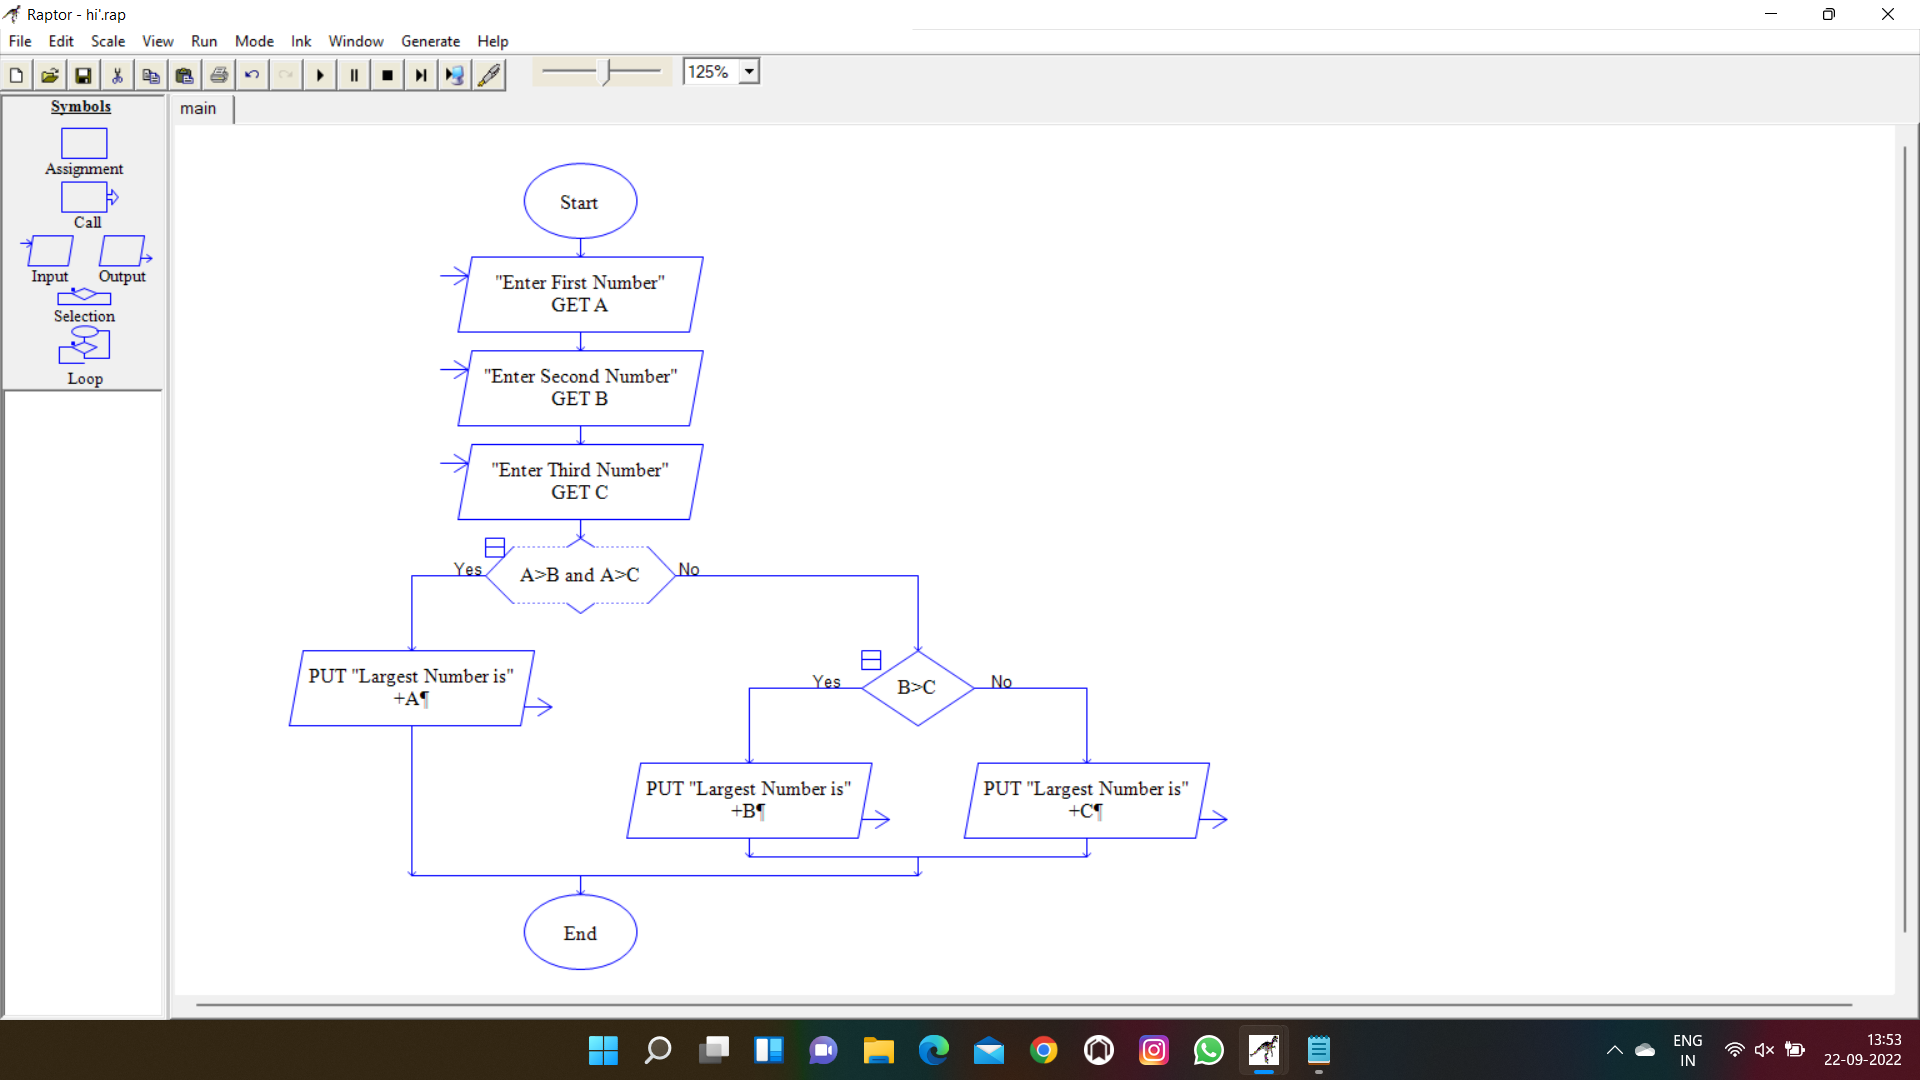 Raptor - hi'.rap
File Edit Scale View Run Mode Ink Window Generate Help
125%
Symbols
main
Assignment
Call
Input Output
Selection
Loop
Start
"Enter First Number"
GET A
"Enter Second Number"
GET B
"Enter Third Number"
GET C
Yes A>B and A>C No
PUT "Largest Number is"
+A¶
Yes B>C No
PUT "Largest Number is"
+B¶
PUT "Largest Number is"
+C¶
End
ENG
IN
13:53
22-09-2022